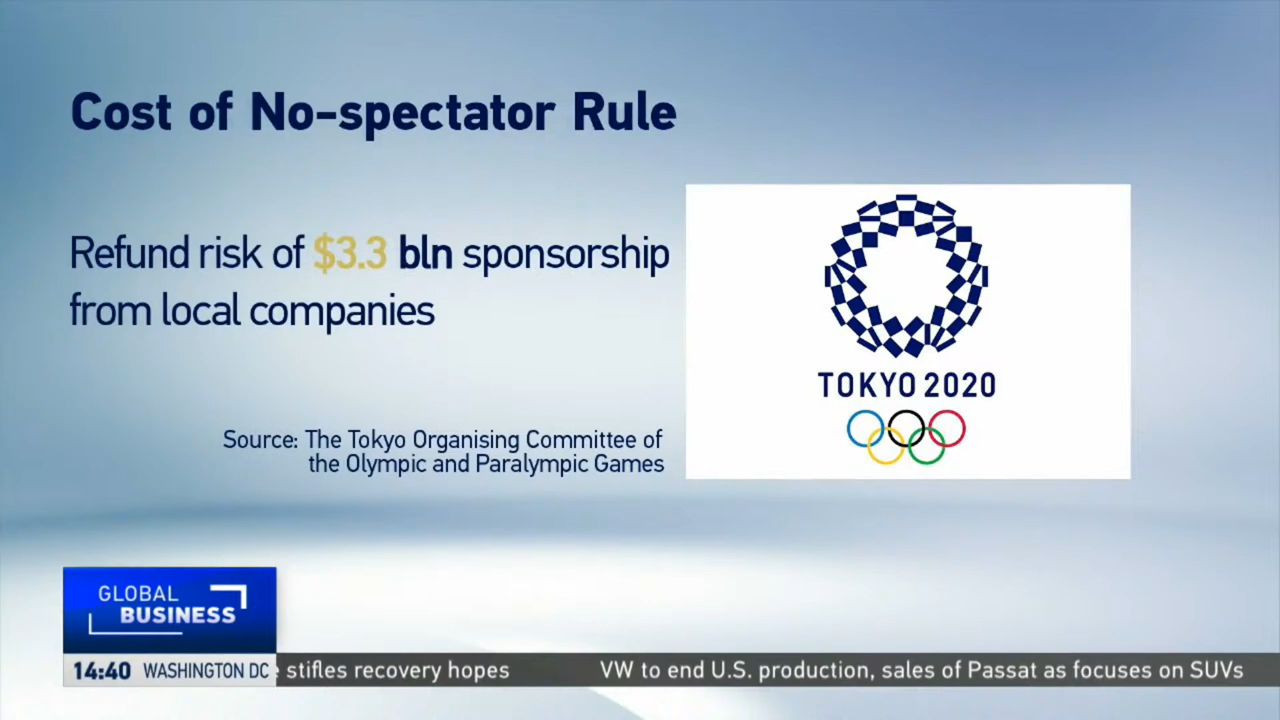 Cost of No-spectator Rule
Refund risk of $3.3 bln sponsorship
from local companies
Source: The Tokyo Organising Committee of
the Olympic and Paralympic Games
TOKYO 2020
GLOBAL
BUSINESS
14:40 WASHINGTON DC stifles recovery hopes VW to end U.S. production, sales of Passat as focuses on SUVs